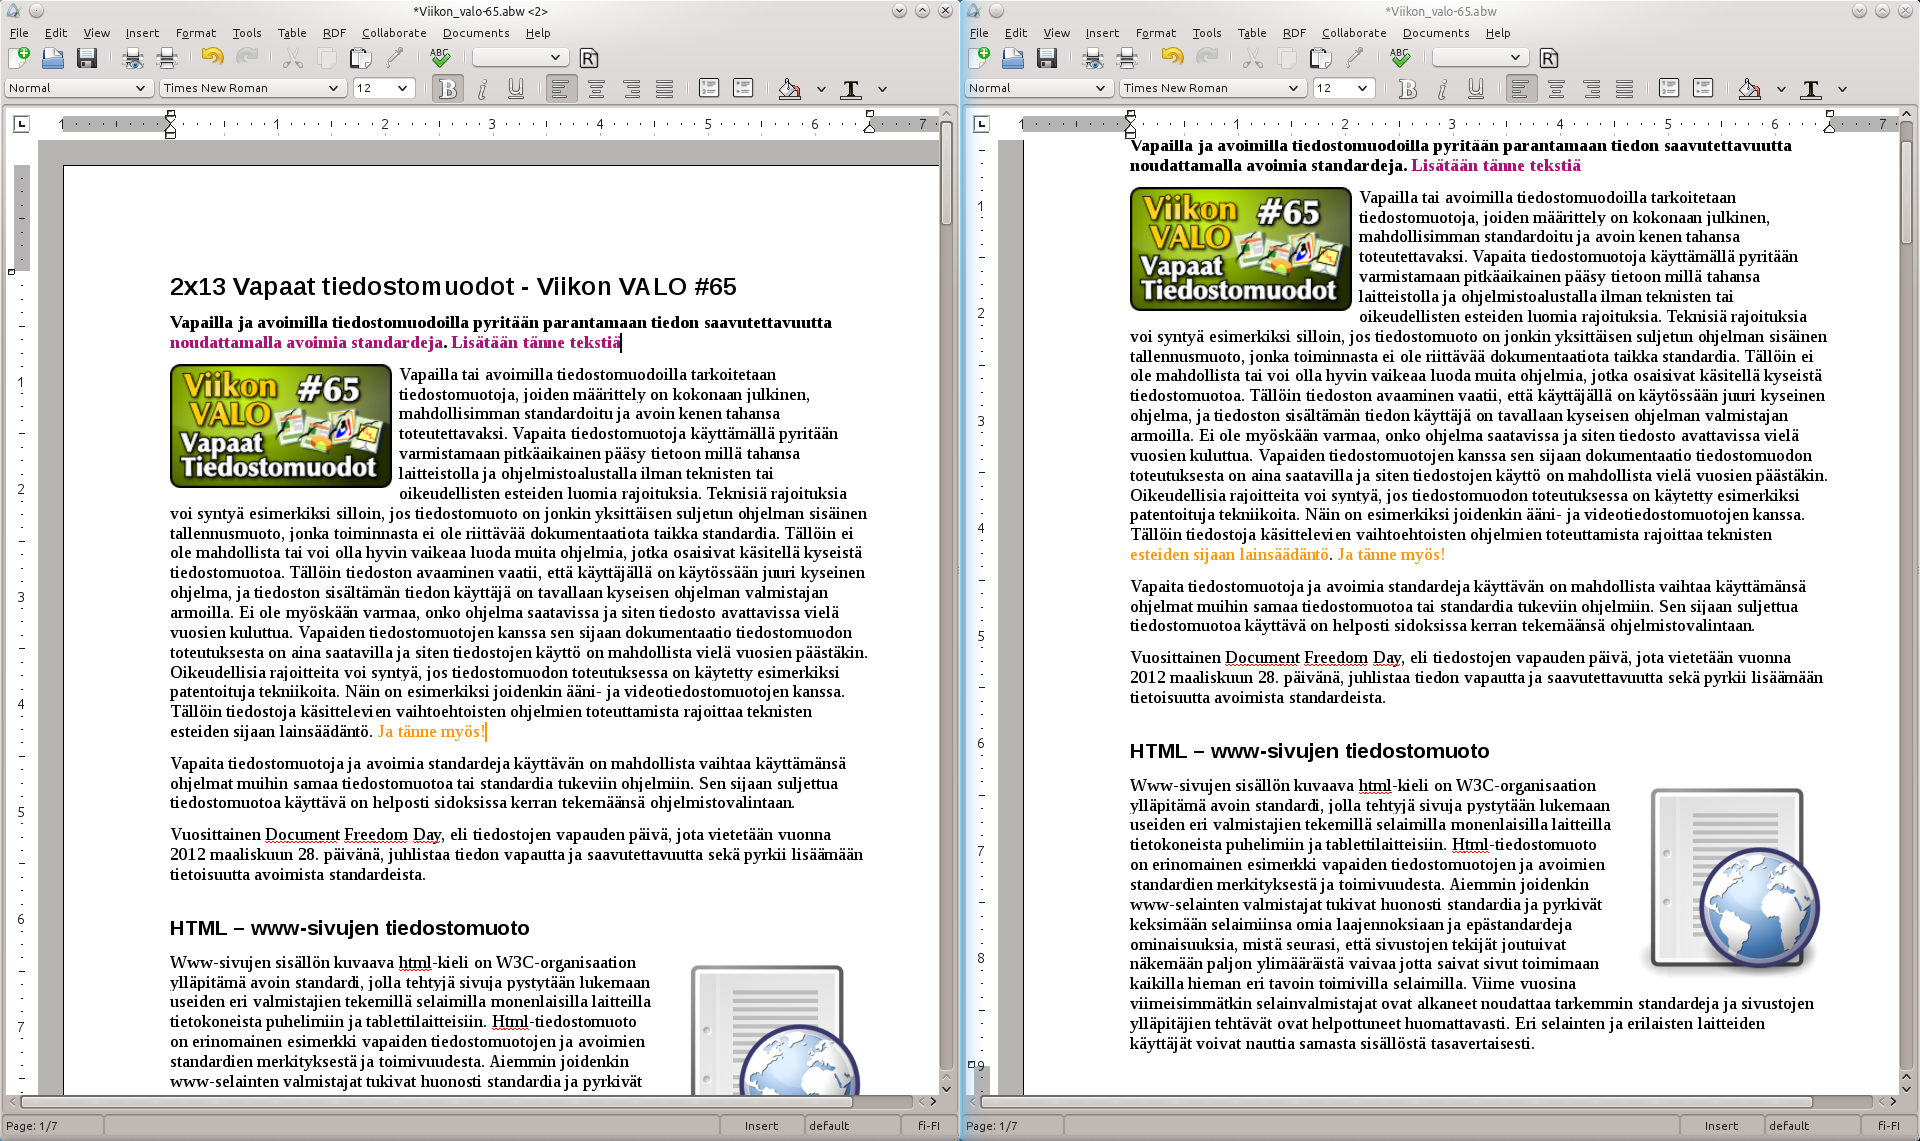 *Viikon_valo-65.abw <2>
File Edit View Insert Format Tools Table RDF Collaborate Documents Help
Normal Times New Roman 12
1 1 2 3 4 5 6 7
2x13 Vapaat tiedostomuodot - Viikon VALO #65
Vapailla ja avoimilla tiedostomuodoilla pyritään parantamaan tiedon saavutettavuutta
noudattamalla avoimia standardeja. Lisätään tänne tekstiä
Viikon #65
VALO
Vapaat
Tiedostomuodot
Vapailla tai avoimilla tiedostomuodoilla tarkoitetaan
tiedostomuotoja, joiden määrittely on kokonaan julkinen,
mahdollisimman standardoitu ja avoin kenen tahansa
toteutettavaksi. Vapaita tiedostomuotoja käyttämällä pyritään
varmistamaan pitkäaikainen pääsy tietoon millä tahansa
laitteistolla ja ohjelmistoalustalla ilman teknisten tai
oikeudellisten esteiden luomia rajoituksia. Teknisiä rajoituksia
voi syntyä esimerkiksi silloin, jos tiedostomuoto on jonkin yksittäisen suljetun ohjelman sisäinen
tallennusmuoto, jonka toiminnasta ei ole riittävää dokumentaatiota taikka standardia. Tällöin ei
ole mahdollista tai voi olla hyvin vaikeaa luoda muita ohjelmia, jotka osaisivat käsitellä kyseistä
tiedostomuotoa. Tällöin tiedoston avaaminen vaatii, että käyttäjällä on käytössään juuri kyseinen
ohjelma, ja tiedoston sisältämän tiedon käyttäjä on tavallaan kyseisen ohjelman valmistajan
armoilla. Ei ole myöskään varmaa, onko ohjelma saatavissa ja siten tiedosto avattavissa vielä
vuosien kuluttua. Vapaiden tiedostomuotojen kanssa sen sijaan dokumentaatio tiedostomuodon
toteutuksesta on aina saatavilla ja siten tiedostojen käyttö on mahdollista vielä vuosien päästäkin.
Oikeudellisia rajoitteita voi syntyä, jos tiedostomuodon toteutuksessa on käytetty esimerkiksi
patentoituja tekniikoita. Näin on esimerkiksi joidenkin ääni- ja videotiedostomuotojen kanssa.
Tällöin tiedostoja käsittelevien vaihtoehtoisten ohjelmien toteuttamista rajoittaa teknisten
esteiden sijaan lainsäädäntö. Ja tänne myös!
Vapaita tiedostomuotoja ja avoimia standardeja käyttävän on mahdollista vaihtaa käyttämänsä
ohjelmat muihin samaa tiedostomuotoa tai standardia tukeviin ohjelmiin. Sen sijaan suljettua
tiedostomuotoa käyttävä on helposti sidoksissa kerran tekemäänsä ohjelmistovalintaan.
Vuosittainen Document Freedom Day, eli tiedostojen vapauden päivä, jota vietetään vuonna
2012 maaliskuun 28. päivänä, juhlistaa tiedon vapautta ja saavutettavuutta sekä pyrkii lisäämään
tietoisuutta avoimista standardeista.
HTML – www-sivujen tiedostomuoto
Www-sivujen sisällön kuvaava html-kieli on W3C-organisaation
ylläpitämä avoin standardi, jolla tehtyjä sivuja pystytään lukemaan
useiden eri valmistajien tekemillä selaimilla monenlaisilla laitteilla
tietokoneista puhelimiin ja tablettilaitteisiin. Html-tiedostomuoto
on erinomainen esimerkki vapaiden tiedostomuotojen ja avoimien
standardien merkityksestä ja toimivuudesta. Aiemmin joidenkin
www-selainten valmistajat tukivat huonosti standardia ja pyrkivät
1
2
3
4
5
6
7
Page: 1/7 Insert default fi-FI
*Viikon_valo-65.abw
File Edit View Insert Format Tools Table RDF Collaborate Documents Help
Normal Times New Roman 12
1 1 2 3 4 5 6 7
Vapailla ja avoimilla tiedostomuodoilla pyritään parantamaan tiedon saavutettavuutta
noudattamalla avoimia standardeja. Lisätään tänne tekstiä
Viikon #65
VALO
Vapaat
Tiedostomuodot
Vapailla tai avoimilla tiedostomuodoilla tarkoitetaan
tiedostomuotoja, joiden määrittely on kokonaan julkinen,
mahdollisimman standardoitu ja avoin kenen tahansa
toteutettavaksi. Vapaita tiedostomuotoja käyttämällä pyritään
varmistamaan pitkäaikainen pääsy tietoon millä tahansa
laitteistolla ja ohjelmistoalustalla ilman teknisten tai
oikeudellisten esteiden luomia rajoituksia. Teknisiä rajoituksia
voi syntyä esimerkiksi silloin, jos tiedostomuoto on jonkin yksittäisen suljetun ohjelman sisäinen
tallennusmuoto, jonka toiminnasta ei ole riittävää dokumentaatiota taikka standardia. Tällöin ei
ole mahdollista tai voi olla hyvin vaikeaa luoda muita ohjelmia, jotka osaisivat käsitellä kyseistä
tiedostomuotoa. Tällöin tiedoston avaaminen vaatii, että käyttäjällä on käytössään juuri kyseinen
ohjelma, ja tiedoston sisältämän tiedon käyttäjä on tavallaan kyseisen ohjelman valmistajan
armoilla. Ei ole myöskään varmaa, onko ohjelma saatavissa ja siten tiedosto avattavissa vielä
vuosien kuluttua. Vapaiden tiedostomuotojen kanssa sen sijaan dokumentaatio tiedostomuodon
toteutuksesta on aina saatavilla ja siten tiedostojen käyttö on mahdollista vielä vuosien päästäkin.
Oikeudellisia rajoitteita voi syntyä, jos tiedostomuodon toteutuksessa on käytetty esimerkiksi
patentoituja tekniikoita. Näin on esimerkiksi joidenkin ääni- ja videotiedostomuotojen kanssa.
Tällöin tiedostoja käsittelevien vaihtoehtoisten ohjelmien toteuttamista rajoittaa teknisten
esteiden sijaan lainsäädäntö. Ja tänne myös!
Vapaita tiedostomuotoja ja avoimia standardeja käyttävän on mahdollista vaihtaa käyttämänsä
ohjelmat muihin samaa tiedostomuotoa tai standardia tukeviin ohjelmiin. Sen sijaan suljettua
tiedostomuotoa käyttävä on helposti sidoksissa kerran tekemäänsä ohjelmistovalintaan.
Vuosittainen Document Freedom Day, eli tiedostojen vapauden päivä, jota vietetään vuonna
2012 maaliskuun 28. päivänä, juhlistaa tiedon vapautta ja saavutettavuutta sekä pyrkii lisäämään
tietoisuutta avoimista standardeista.
HTML – www-sivujen tiedostomuoto
Www-sivujen sisällön kuvaava html-kieli on W3C-organisaation
ylläpitämä avoin standardi, jolla tehtyjä sivuja pystytään lukemaan
useiden eri valmistajien tekemillä selaimilla monenlaisilla laitteilla
tietokoneista puhelimiin ja tablettilaitteisiin. Html-tiedostomuoto
on erinomainen esimerkki vapaiden tiedostomuotojen ja avoimien
standardien merkityksestä ja toimivuudesta. Aiemmin joidenkin
www-selainten valmistajat tukivat huonosti standardia ja pyrkivät
keksimään selaimiinsa omia laajennoksiaan ja epästandardeja
ominaisuuksia, mistä seurasi, että sivustojen tekijät joutuivat
näkemään paljon ylimääräistä vaivaa jotta saivat sivut toimimaan
kaikilla hieman eri tavoin toimivilla selaimilla. Viime vuosina
viimeisimmätkin selainvalmistajat ovat alkaneet noudattaa tarkemmin standardeja ja sivustojen
ylläpitäjien tehtävät ovat helpottuneet huomattavasti. Eri selainten ja erilaisten laitteiden
käyttäjät voivat nauttia samasta sisällöstä tasavertaisesti.
1
2
3
4
5
6
7
8
9
Page: 1/7 Insert default fi-FI